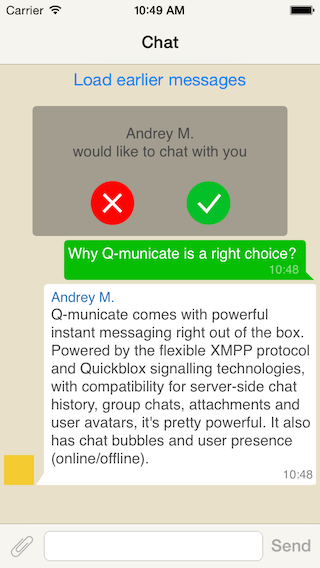 Carrier 10:49 AM
Chat
Load earlier messages
Andrey M.
would like to chat with you
Why Q-municate is a right choice?
10:48
Andrey M.
Q-municate comes with powerful
instant messaging right out of the box.
Powered by the flexible XMPP protocol
and Quickblox signalling technologies,
with compatibility for server-side chat
history, group chats, attachments and
user avatars, it's pretty powerful. It also
has chat bubbles and user presence
(online/offline).
10:48
Send